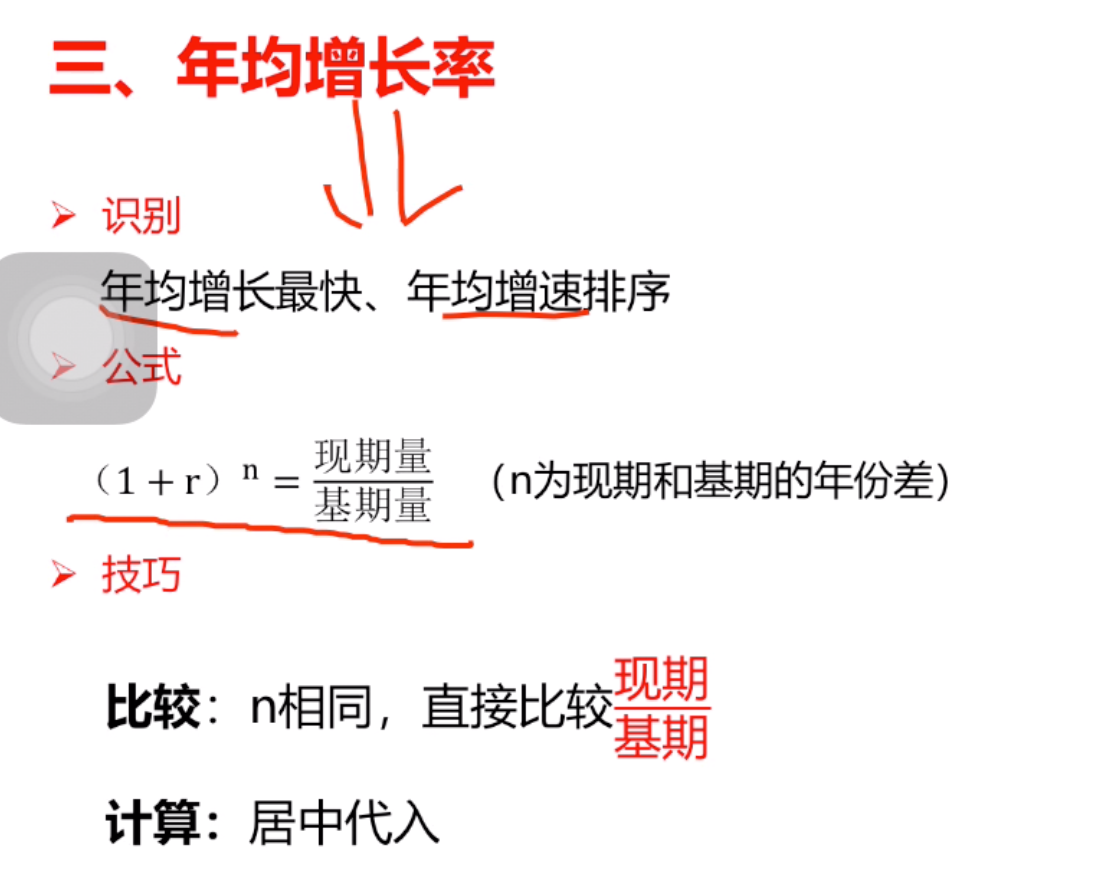 三、年均增长率
➢ 识别
年均增长最快、年均增速排序
➢ 公式
（1+r）ⁿ=现期量/基期量 （n为现期和基期的年份差）
➢ 技巧
比较：n相同，直接比较现期/基期
计算：居中代入